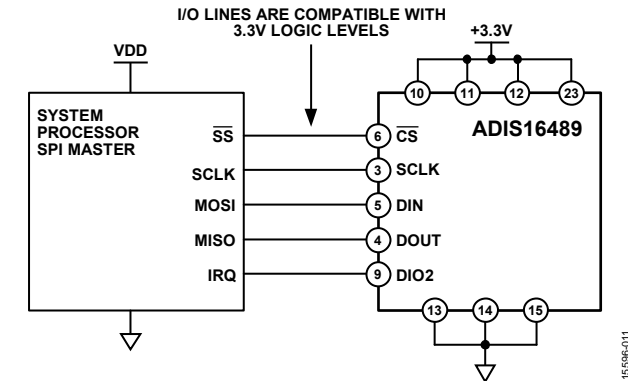 I/O LINES ARE COMPATIBLE WITH
3.3V LOGIC LEVELS
VDD
+3.3V
10
11
12
23
SYSTEM
PROCESSOR
SPI MASTER
ADIS16489
SS
6
CS
SCLK
3
SCLK
MOSI
5
DIN
MISO
4
DOUT
IRQ
9
DIO2
13
14
15
15596-011